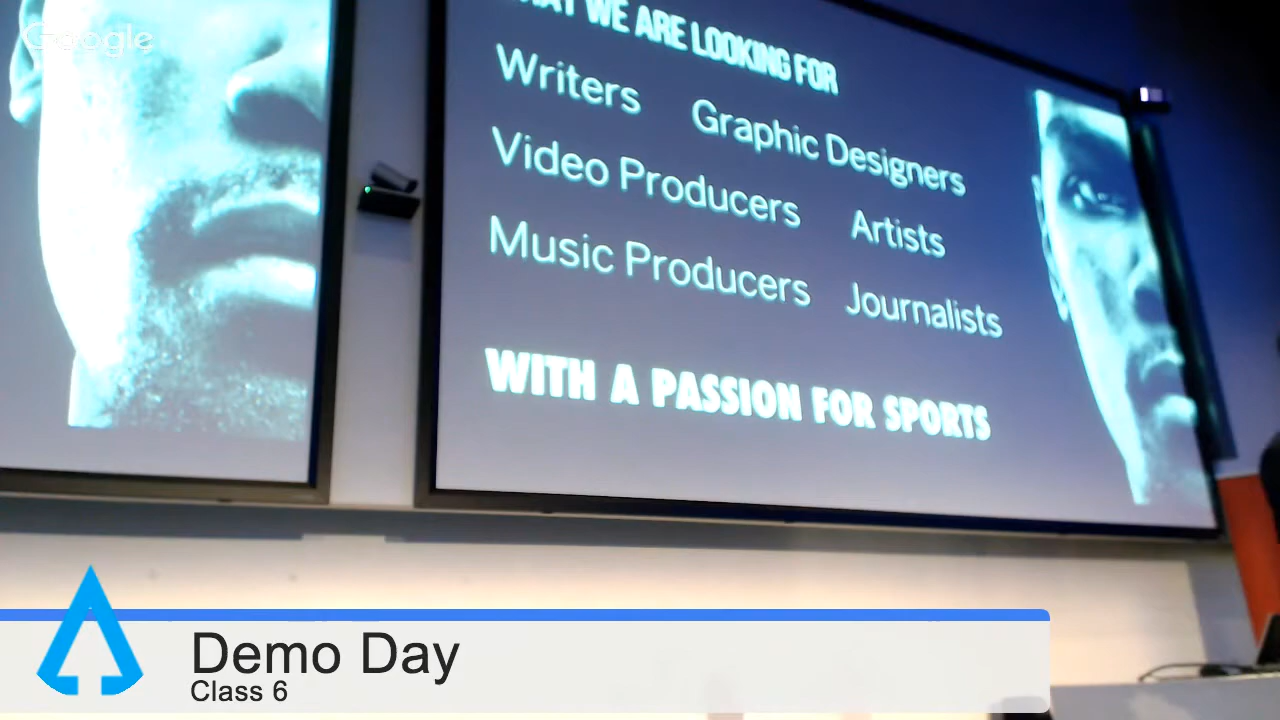 Google
WE ARE LOOKING FOR
Writers Graphic Designers
Video Producers Artists
Music Producers Journalists
WITH A PASSION FOR SPORTS
Demo Day
Class 6